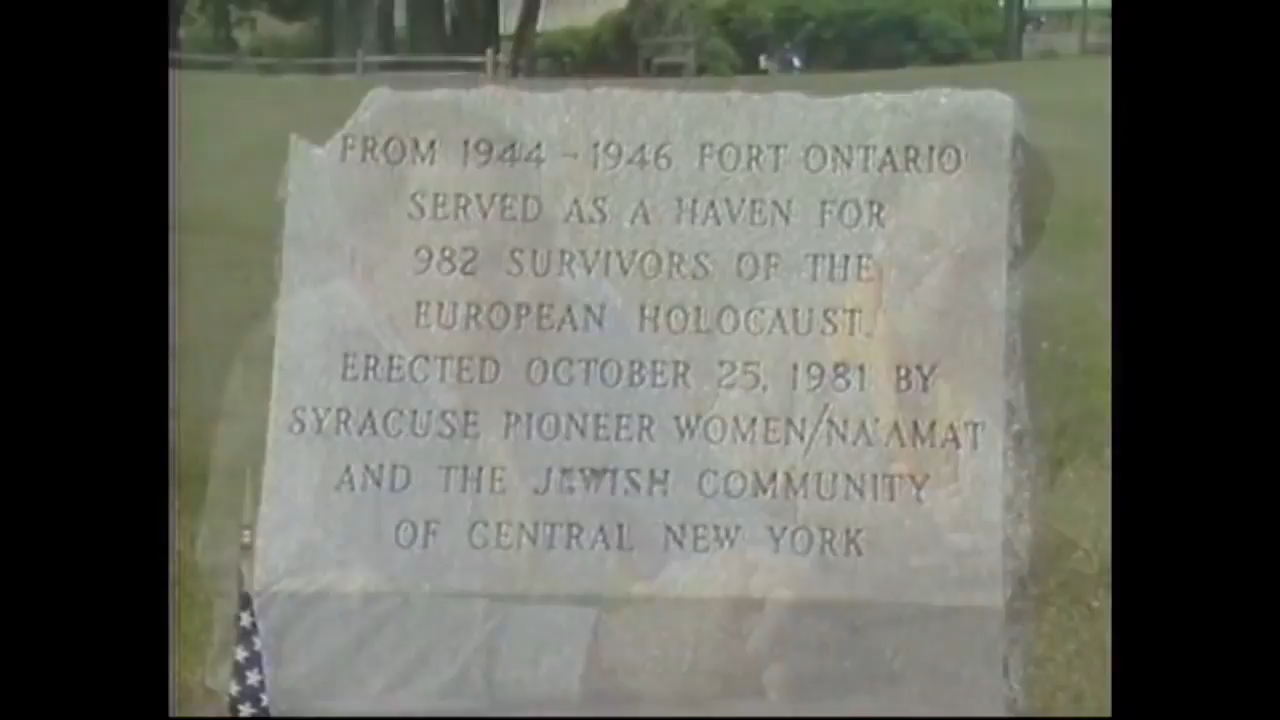 FROM 1944 - 1946 FORT ONTARIO
SERVED AS A HAVEN FOR
982 SURVIVORS OF THE
EUROPEAN HOLOCAUST.
ERECTED OCTOBER 25, 1981 BY
SYRACUSE PIONEER WOMEN/NA'AMAT
AND THE JEWISH COMMUNITY
OF CENTRAL NEW YORK